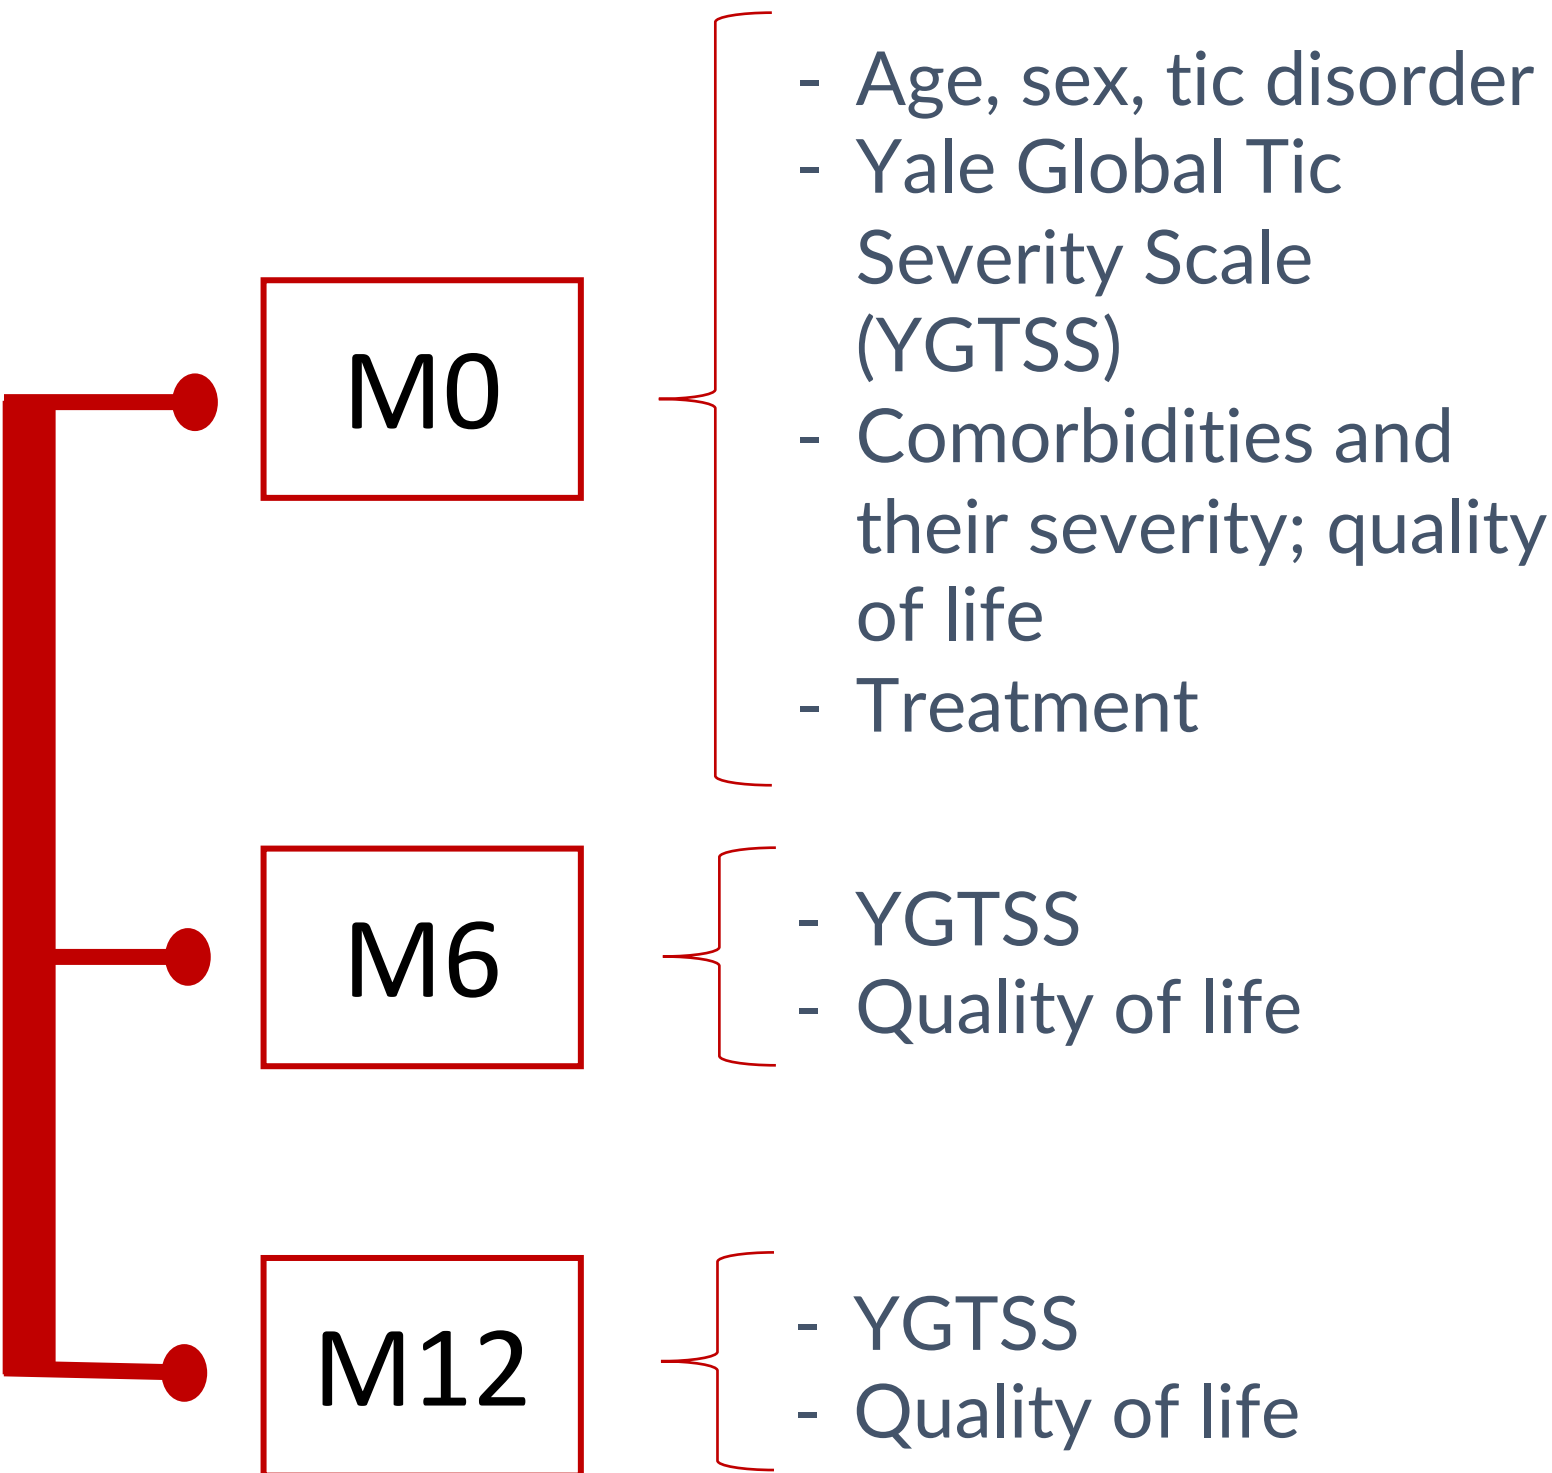 M0
- Age, sex, tic disorder
- Yale Global Tic
Severity Scale
(YGTSS)
- Comorbidities and
their severity; quality
of life
- Treatment
M6
- YGTSS
- Quality of life
M12
- YGTSS
- Quality of life